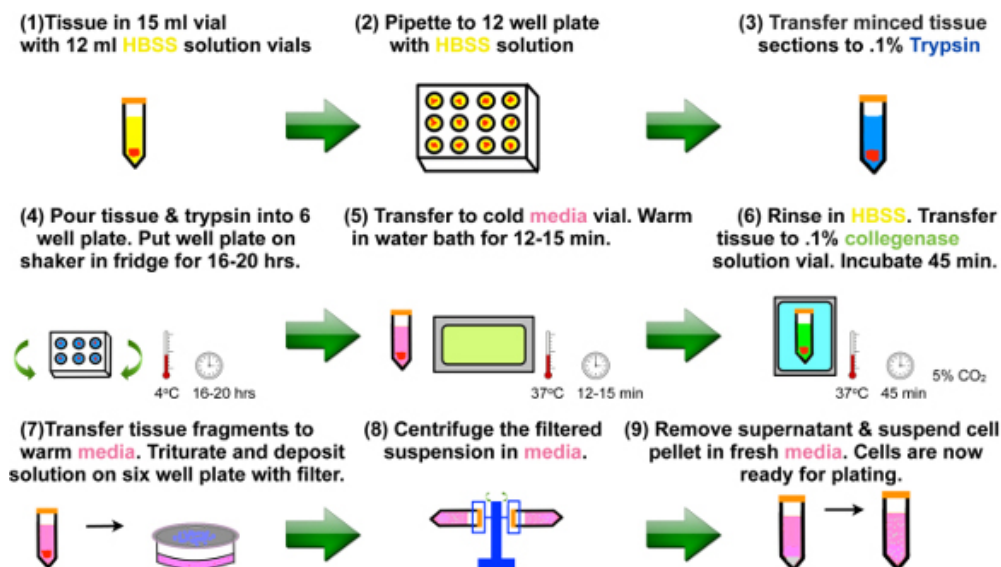 (1)Tissue in 15 ml vial
with 12 ml HBSS solution vials
(2) Pipette to 12 well plate
with HBSS solution
(3) Transfer minced tissue
sections to .1% Trypsin
(4) Pour tissue & trypsin into 6
well plate. Put well plate on
shaker in fridge for 16-20 hrs.
4°C 16-20 hrs
(5) Transfer to cold media vial. Warm
in water bath for 12-15 min.
37°C 12-15 min
(6) Rinse in HBSS. Transfer
tissue to .1% collegenase
solution vial. Incubate 45 min.
37°C 45 min 5% CO₂
(7)Transfer tissue fragments to
warm media. Triturate and deposit
solution on six well plate with filter.
(8) Centrifuge the filtered
suspension in media.
(9) Remove supernatant & suspend cell
pellet in fresh media. Cells are now
ready for plating.